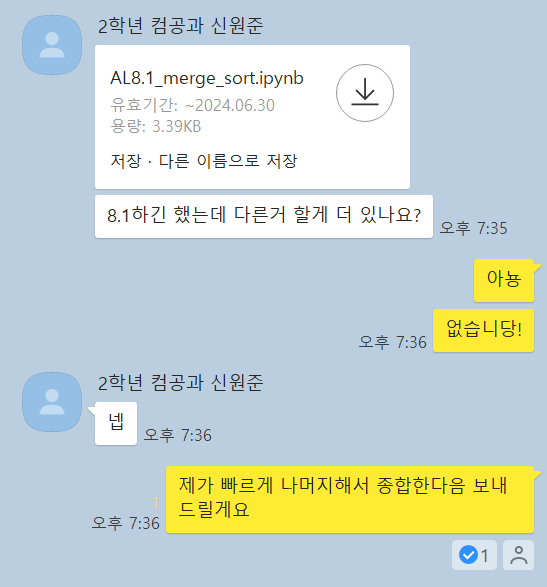 2학년 컴공과 신원준
AL8.1_merge_sort.ipynb
유효기간: ~2024.06.30
용량: 3.39KB
저장 · 다른 이름으로 저장
8.1하긴 했는데 다른거 할게 더 있나요?
오후 7:35
아뇽
없습니당!
오후 7:36
2학년 컴공과 신원준
넵
오후 7:36
제가 빠르게 나머지해서 종합한다음 보내
드릴게요
1
오후 7:36
1